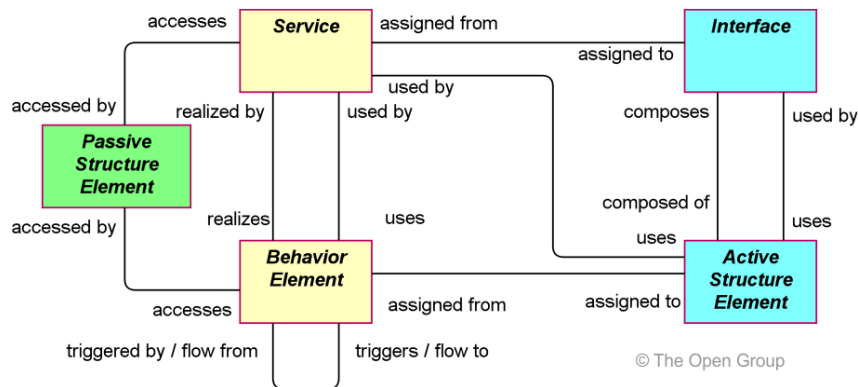 accesses
Service
assigned from
Interface
assigned to
used by
accessed by
realized by
used by
composes
used by
Passive
Structure
Element
accessed by
realizes
uses
composed of
uses
uses
Behavior
Element
Active
Structure
Element
accesses
assigned from
assigned to
triggered by / flow from
triggers / flow to
© The Open Group